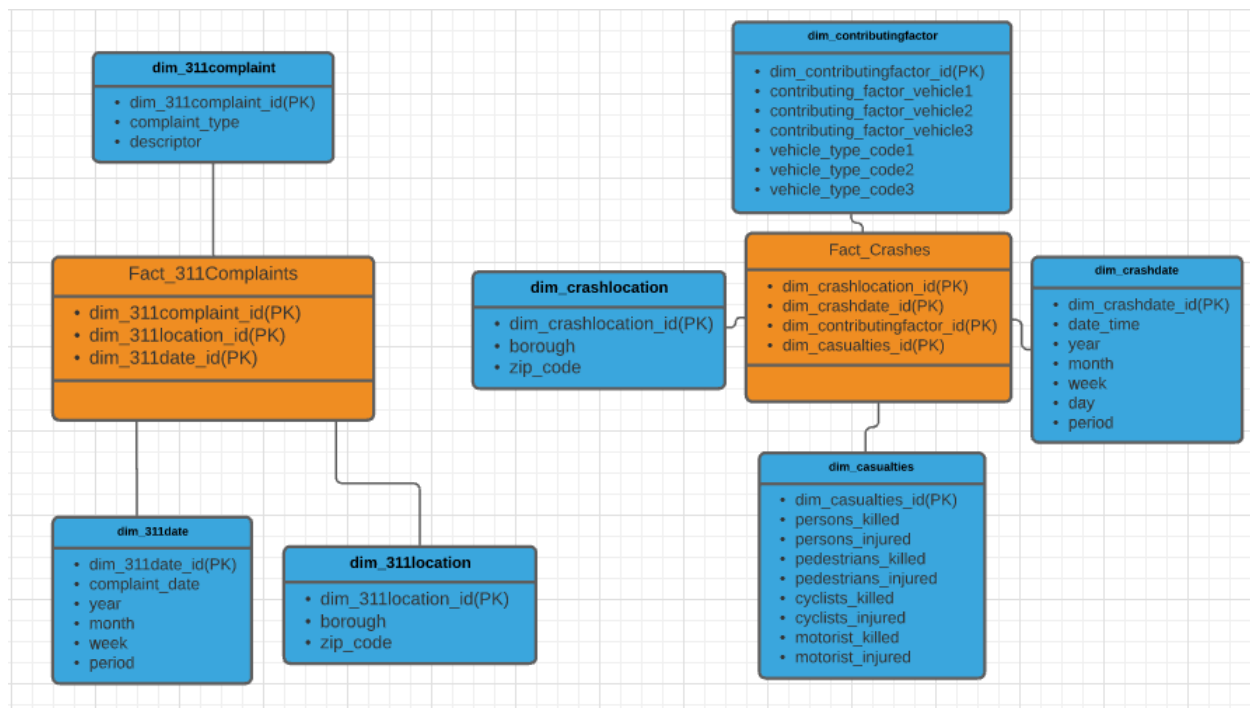 dim_311complaint
• dim_311complaint_id(PK)
• complaint_type
• descriptor
Fact_311Complaints
• dim_311complaint_id(PK)
• dim_311location_id(PK)
• dim_311date_id(PK)
dim_311date
• dim_311date_id(PK)
• complaint_date
• year
• month
• week
• period
dim_311location
• dim_311location_id(PK)
• borough
• zip_code
dim_contributingfactor
• dim_contributingfactor_id(PK)
• contributing_factor_vehicle1
• contributing_factor_vehicle2
• contributing_factor_vehicle3
• vehicle_type_code1
• vehicle_type_code2
• vehicle_type_code3
dim_crashlocation
• dim_crashlocation_id(PK)
• borough
• zip_code
Fact_Crashes
• dim_crashlocation_id(PK)
• dim_crashdate_id(PK)
• dim_contributingfactor_id(PK)
• dim_casualties_id(PK)
dim_crashdate
• dim_crashdate_id(PK)
• date_time
• year
• month
• week
• day
• period
dim_casualties
• dim_casualties_id(PK)
• persons_killed
• persons_injured
• pedestrians_killed
• pedestrians_injured
• cyclists_killed
• cyclists_injured
• motorist_killed
• motorist_injured